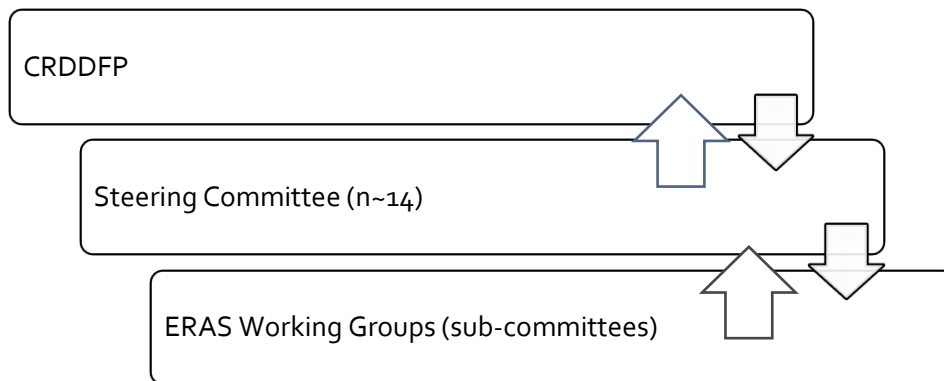 CRDDFP
Steering Committee (n~14)
ERAS Working Groups (sub-committees)